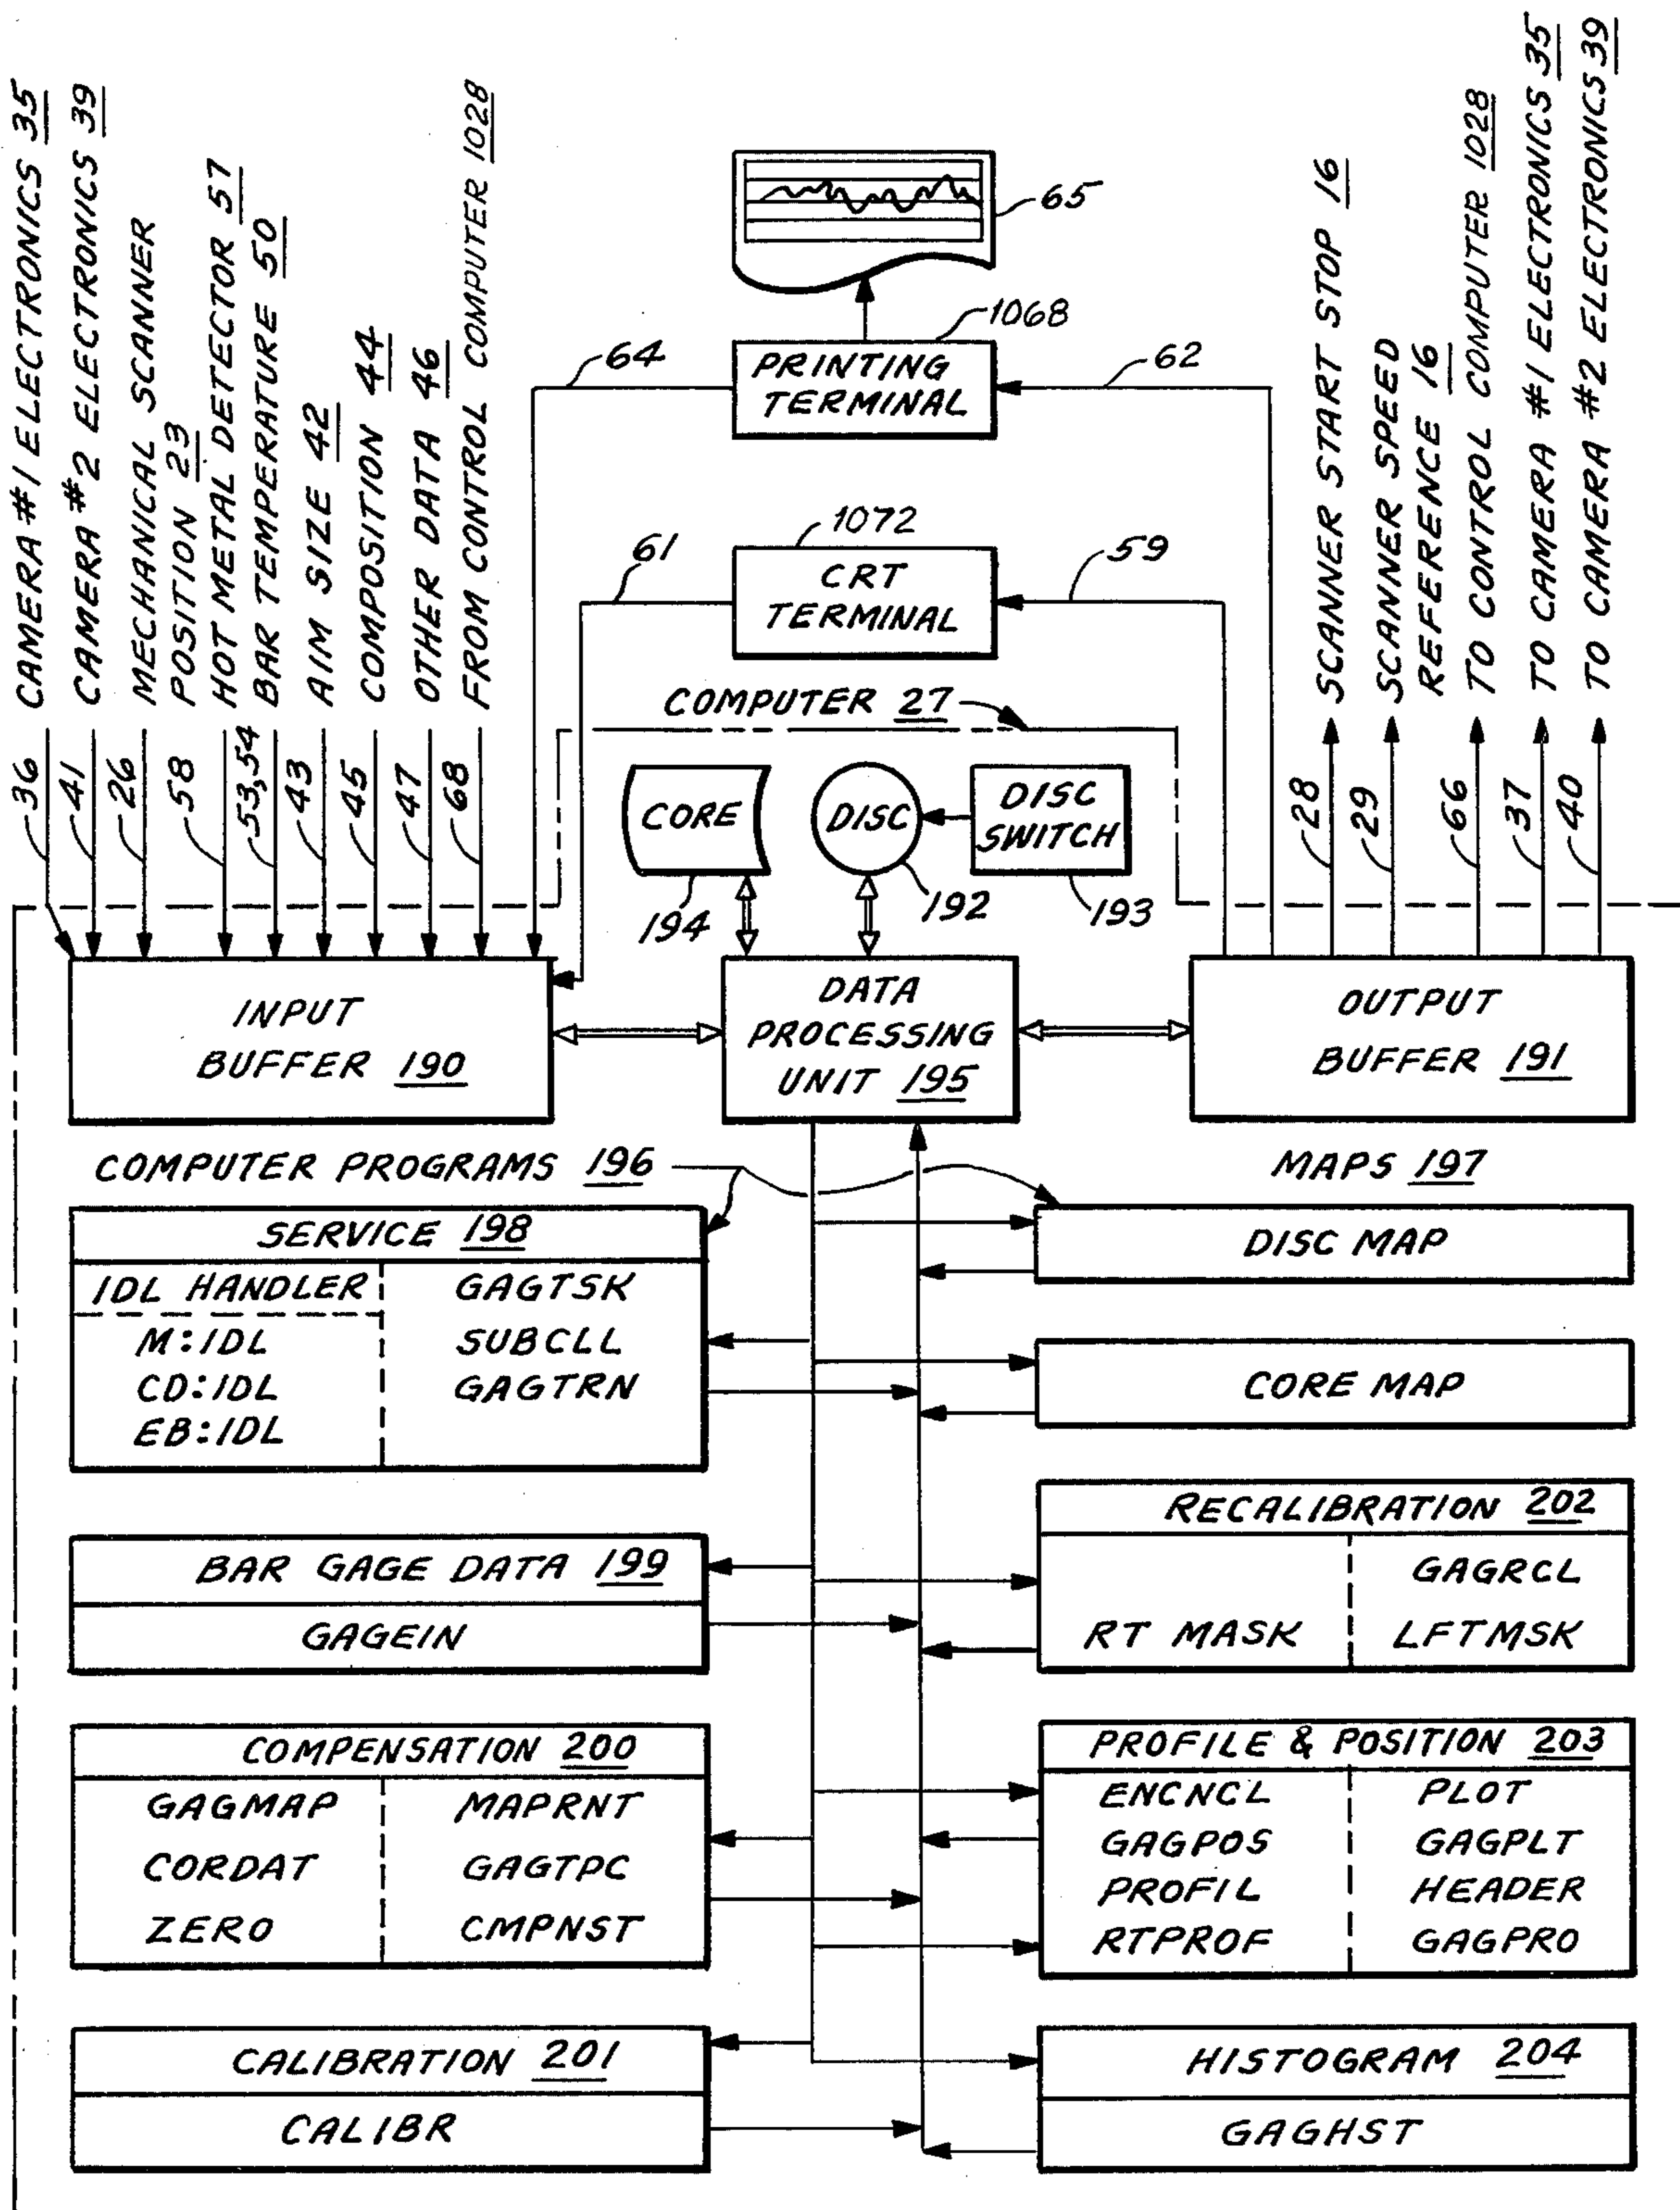 CAMERA #1 ELECTRONICS 35
CAMERA #2 ELECTRONICS 39
MECHANICAL SCANNER
POSITION 23
HOT METAL DETECTOR 57
BAR TEMPERATURE 50
AIM SIZE 42
COMPOSITION 44
OTHER DATA 46
FROM CONTROL COMPUTER 1028
36
41
26
58
53,54
43
45
47
68
65
1068
PRINTING
TERMINAL
64
62
1072
CRT
TERMINAL
61
59
SCANNER START STOP 16
SCANNER SPEED
REFERENCE 16
TO CONTROL COMPUTER 1028
TO CAMERA #1 ELECTRONICS 35
TO CAMERA #2 ELECTRONICS 39
28
29
66
37
40
COMPUTER 27
CORE
194
DISC
192
DISC
SWITCH
193
INPUT
BUFFER 190
DATA
PROCESSING
UNIT 195
OUTPUT
BUFFER 191
COMPUTER PROGRAMS 196
MAPS 197
SERVICE 198
IDL HANDLER
M:IDL
CD:IDL
EB:IDL
GAGTSK
SUBCLL
GAGTRN
DISC MAP
CORE MAP
BAR GAGE DATA 199
GAGEIN
RECALIBRATION 202
RT MASK
GAGRCL
LFTMSK
COMPENSATION 200
GAGMAP
CORDAT
ZERO
MAPRNT
GAGTPC
CMPNST
PROFILE & POSITION 203
ENCNCL
GAGPOS
PROFIL
RTPROF
PLOT
GAGPLT
HEADER
GAGPRO
CALIBRATION 201
CALIBR
HISTOGRAM 204
GAGHST